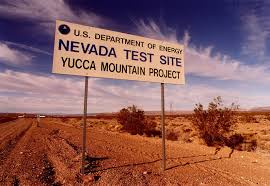 U.S. DEPARTMENT OF ENERGY
NEVADA TEST SITE
YUCCA MOUNTAIN PROJECT